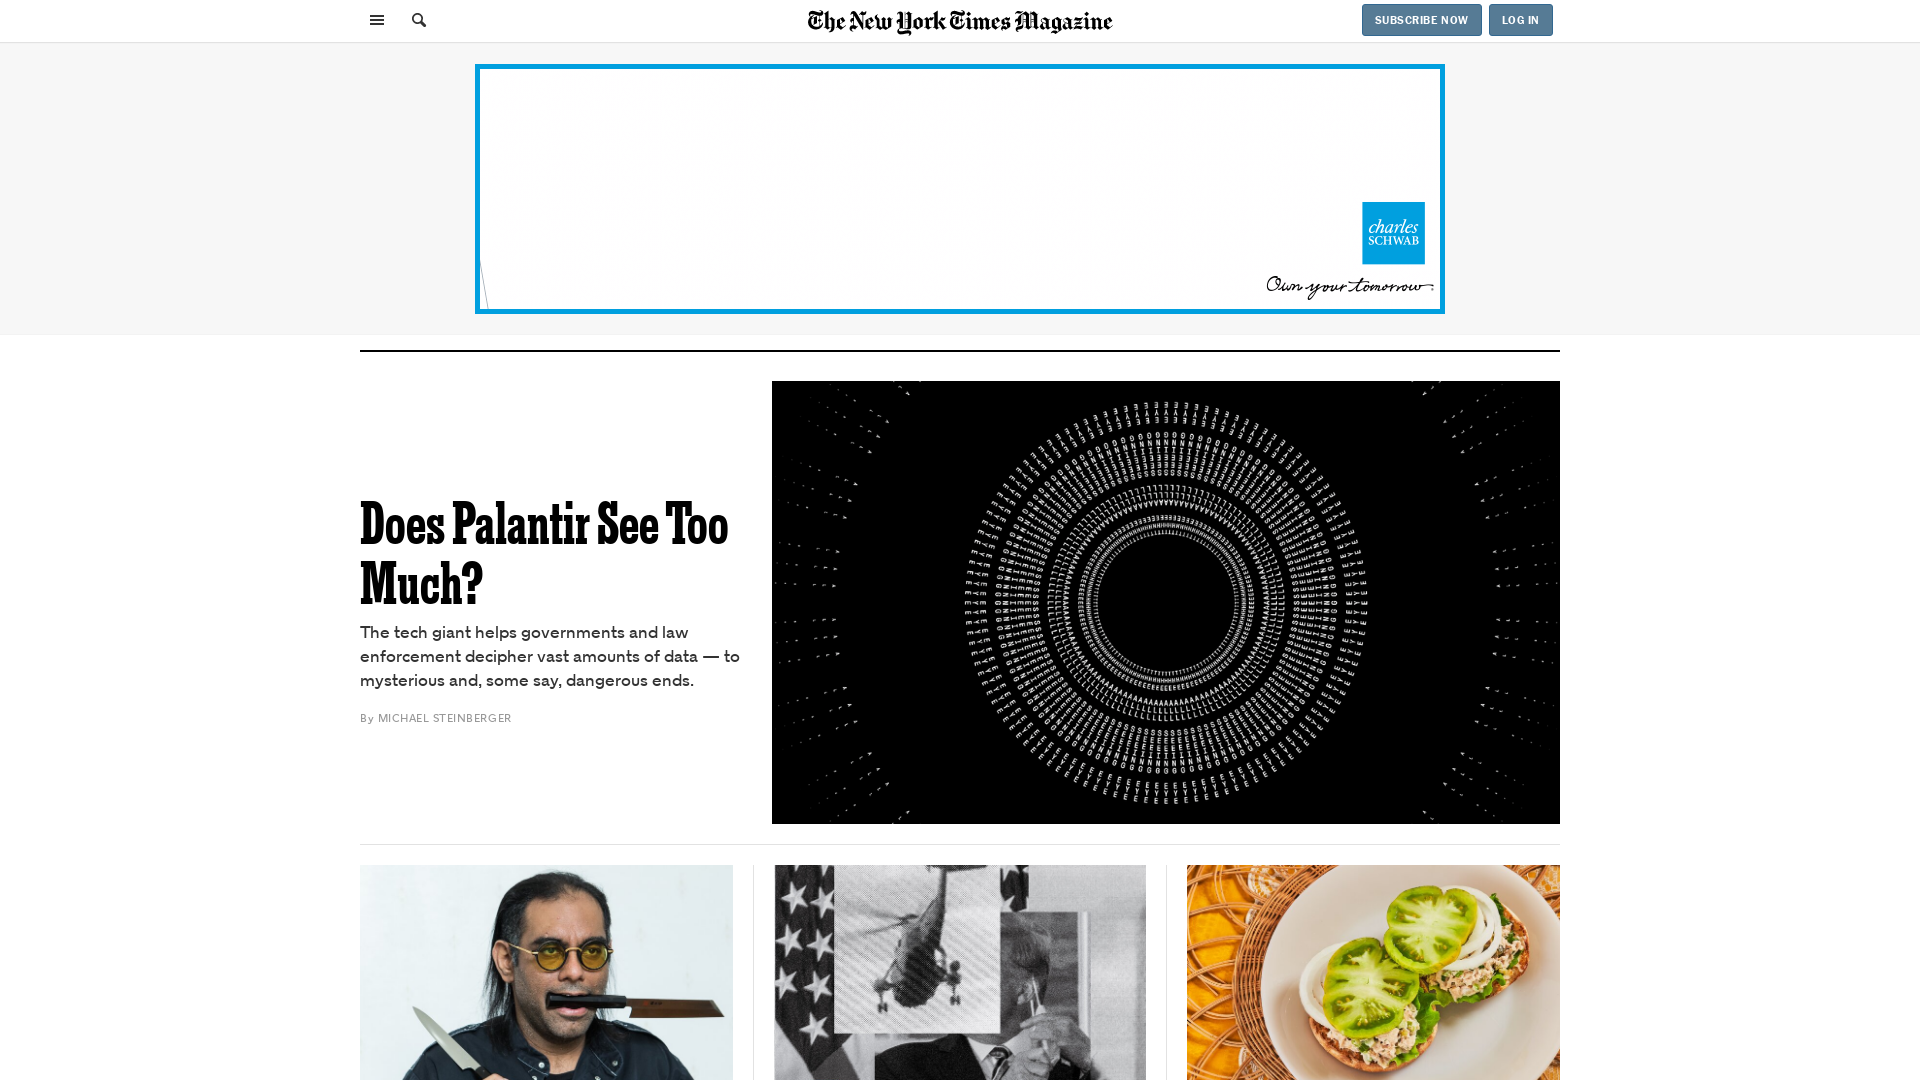 The New York Times Magazine
SUBSCRIBE NOW
LOG IN
charles
SCHWAB
Own your tomorrow
Does Palantir See Too
Much?
The tech giant helps governments and law
enforcement decipher vast amounts of data — to
mysterious and, some say, dangerous ends.
By MICHAEL STEINBERGER